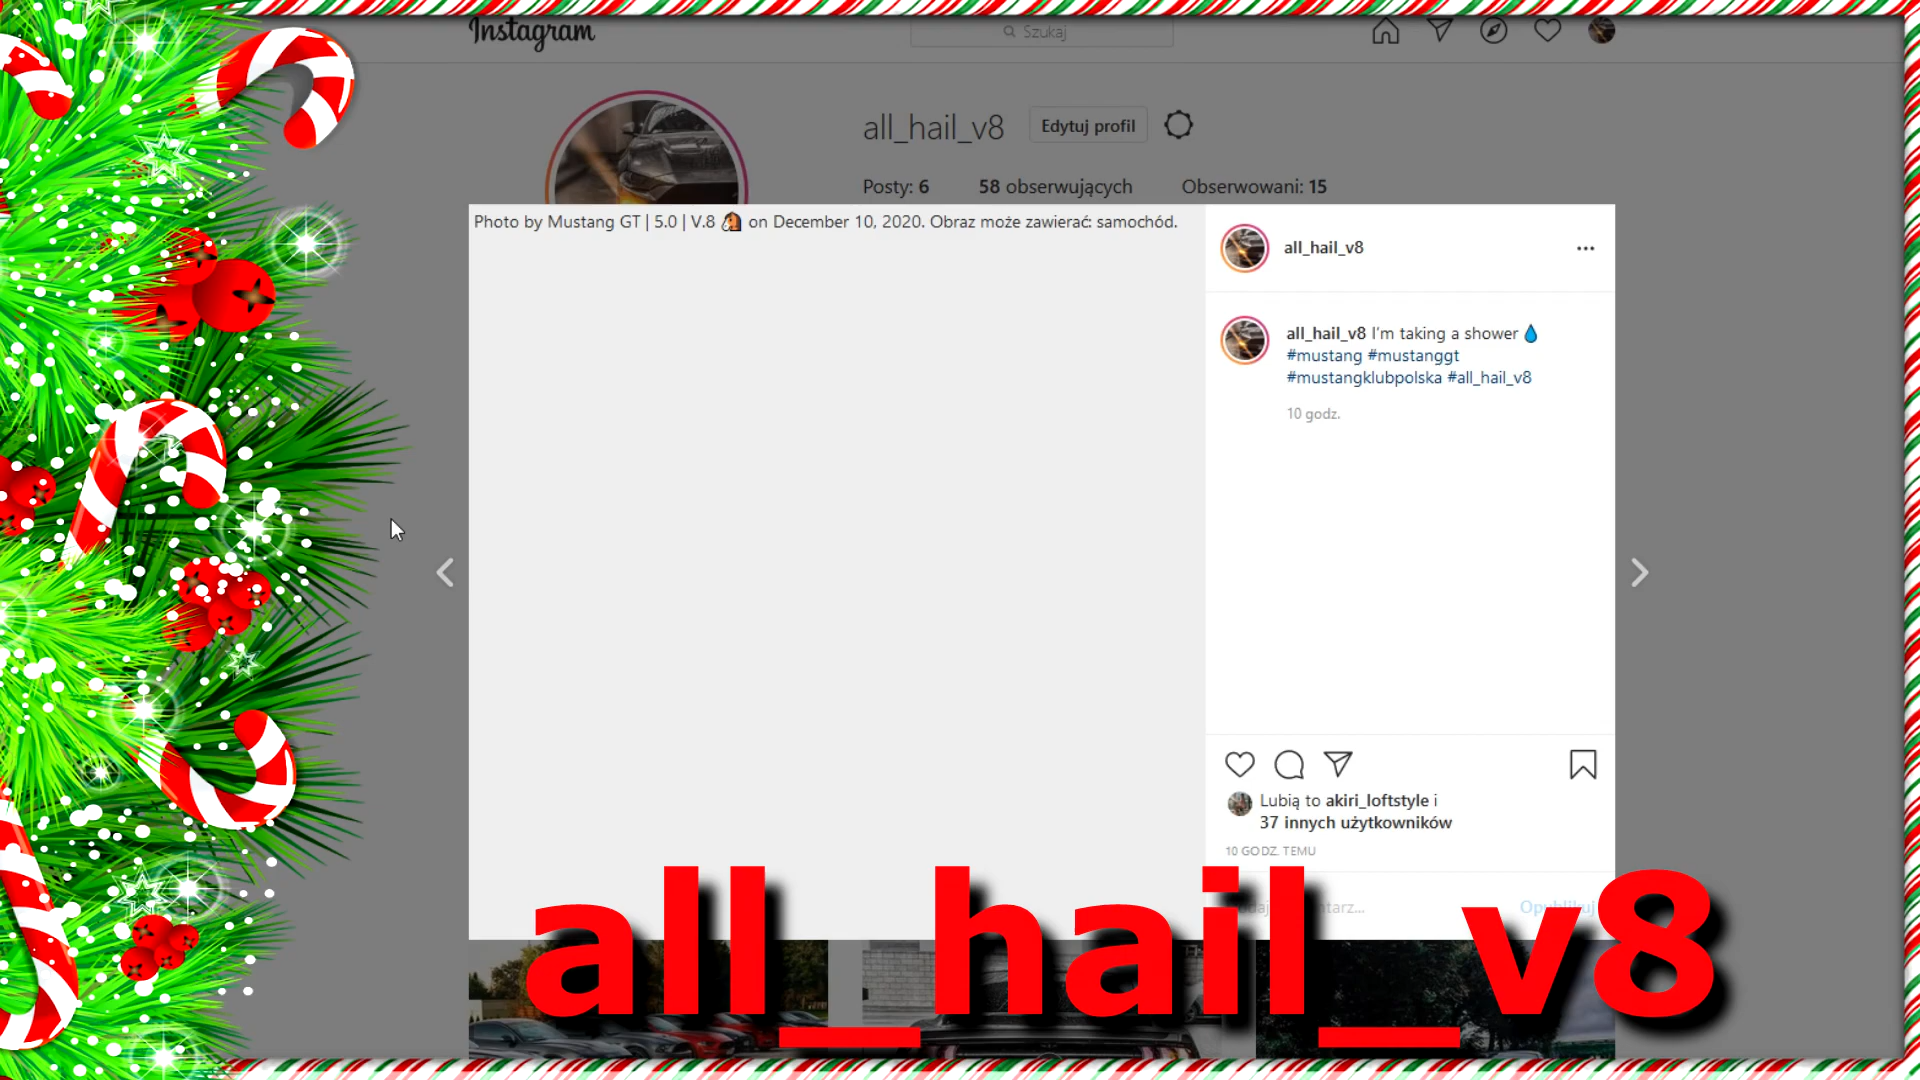 Instagram
Szukaj
all_hail_v8 Edytuj profil
Posty: 6 58 obserwujących Obserwowani: 15
Photo by Mustang GT | 5.0 | V.8 🐴 on December 10, 2020. Obraz może zawierać: samochód.
all_hail_v8
all_hail_v8 I'm taking a shower 💧
#mustang #mustanggt
#mustangklubpolska #all_hail_v8
10 godz.
Lubią to akiri_loftstyle i
37 innych użytkowników
10 GODZ. TEMU
Opublikuj
all_hail_v8